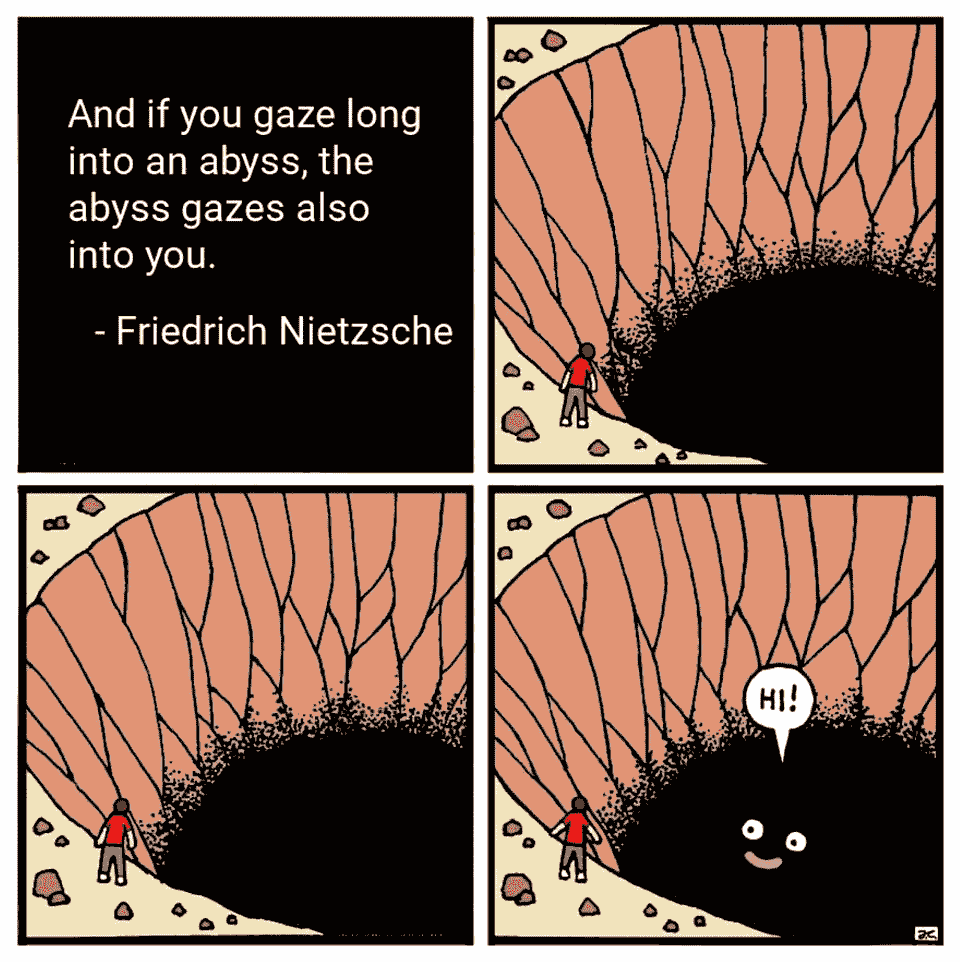 And if you gaze long
into an abyss, the
abyss gazes also
into you.
- Friedrich Nietzsche
HI!